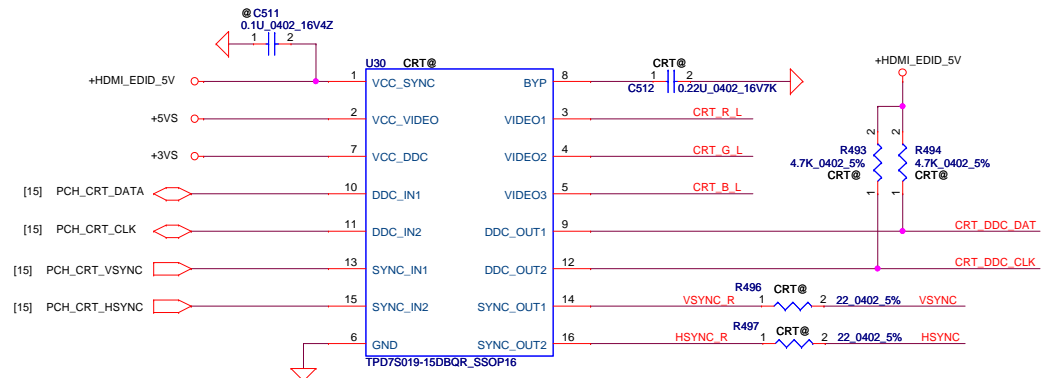 @ C511
0.1U_0402_16V4Z
1 2
U30 CRT@
+HDMI_EDID_5V 1 VCC_SYNC BYP 8
CRT@
1 2
C512 0.22U_0402_16V7K
+HDMI_EDID_5V
+5VS 2 VCC_VIDEO VIDEO1 3 CRT_R_L
+3VS 7 VCC_DDC VIDEO2 4 CRT_G_L
2 2
R493 R494
4.7K_0402_5% 4.7K_0402_5%
CRT@ CRT@
1 1
[15] PCH_CRT_DATA 10 DDC_IN1 VIDEO3 5 CRT_B_L
[15] PCH_CRT_CLK 11 DDC_IN2 DDC_OUT1 9 CRT_DDC_DAT
[15] PCH_CRT_VSYNC 13 SYNC_IN1 DDC_OUT2 12 CRT_DDC_CLK
R496 CRT@
[15] PCH_CRT_HSYNC 15 SYNC_IN2 SYNC_OUT1 14 VSYNC_R 1 2 22_0402_5% VSYNC
R497 CRT@
6 GND SYNC_OUT2 16 HSYNC_R 1 2 22_0402_5% HSYNC
TPD7S019-15DBQR_SSOP16